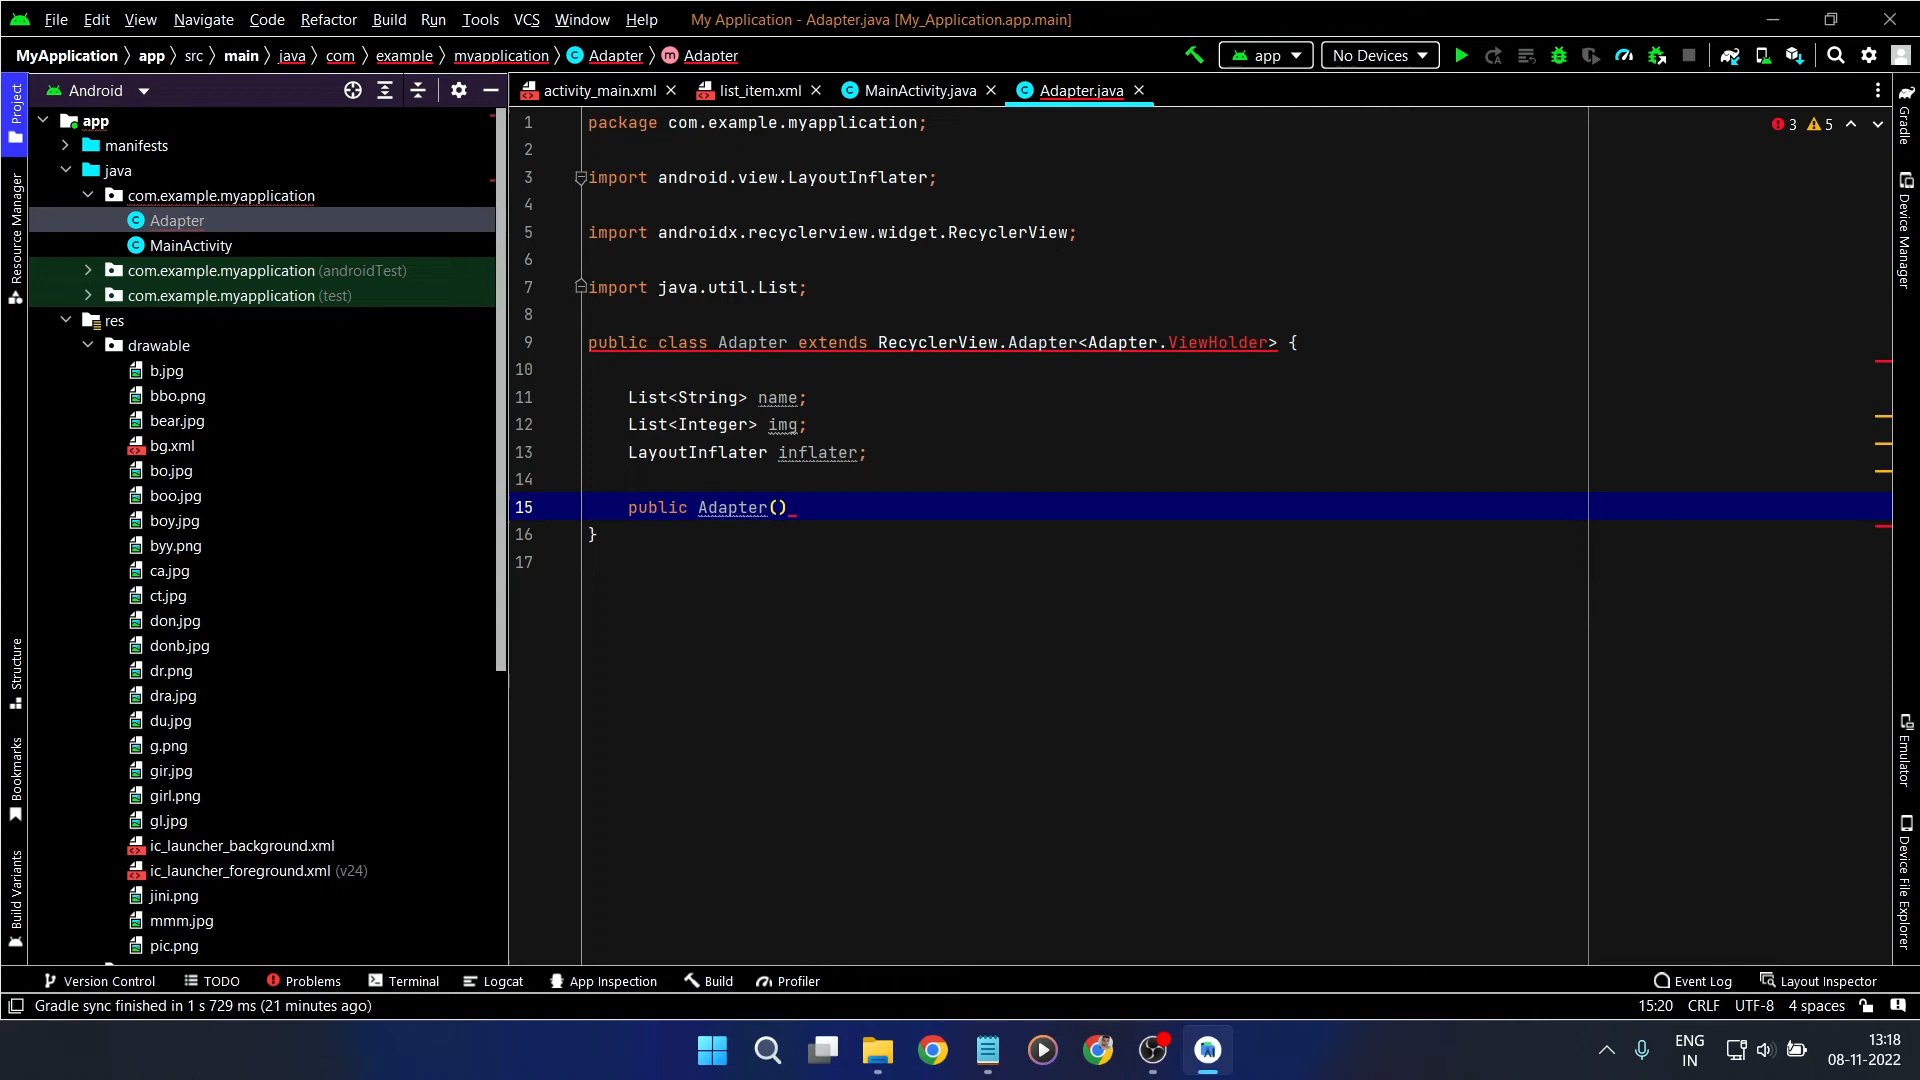 File Edit View Navigate Code Refactor Build Run Tools VCS Window Help My Application - Adapter.java [My_Application.app.main]
MyApplication app src main java com example myapplication Adapter Adapter app No Devices
Android
activity_main.xml list_item.xml MainActivity.java Adapter.java
Project
Resource Manager
Structure
Bookmarks
Build Variants
app
manifests
java
com.example.myapplication
Adapter
MainActivity
com.example.myapplication (androidTest)
com.example.myapplication (test)
res
drawable
b.jpg
bbo.png
bear.jpg
bg.xml
bo.jpg
boo.jpg
boy.jpg
byy.png
ca.jpg
ct.jpg
don.jpg
donb.jpg
dr.png
dra.jpg
du.jpg
g.png
gir.jpg
girl.png
gl.jpg
ic_launcher_background.xml
ic_launcher_foreground.xml (v24)
jini.png
mmm.jpg
pic.png
1 package com.example.myapplication;
2
3 import android.view.LayoutInflater;
4
5 import androidx.recyclerview.widget.RecyclerView;
6
7 import java.util.List;
8
9 public class Adapter extends RecyclerView.Adapter<Adapter.ViewHolder> {
10
11 List<String> name;
12 List<Integer> img;
13 LayoutInflater inflater;
14
15 public Adapter()
16 }
17
3 5
Gradle
Device Manager
Emulator
Device File Explorer
Version Control TODO Problems Terminal Logcat App Inspection Build Profiler Event Log Layout Inspector
Gradle sync finished in 1 s 729 ms (21 minutes ago) 15:20 CRLF UTF-8 4 spaces
ENG
IN
13:18
08-11-2022